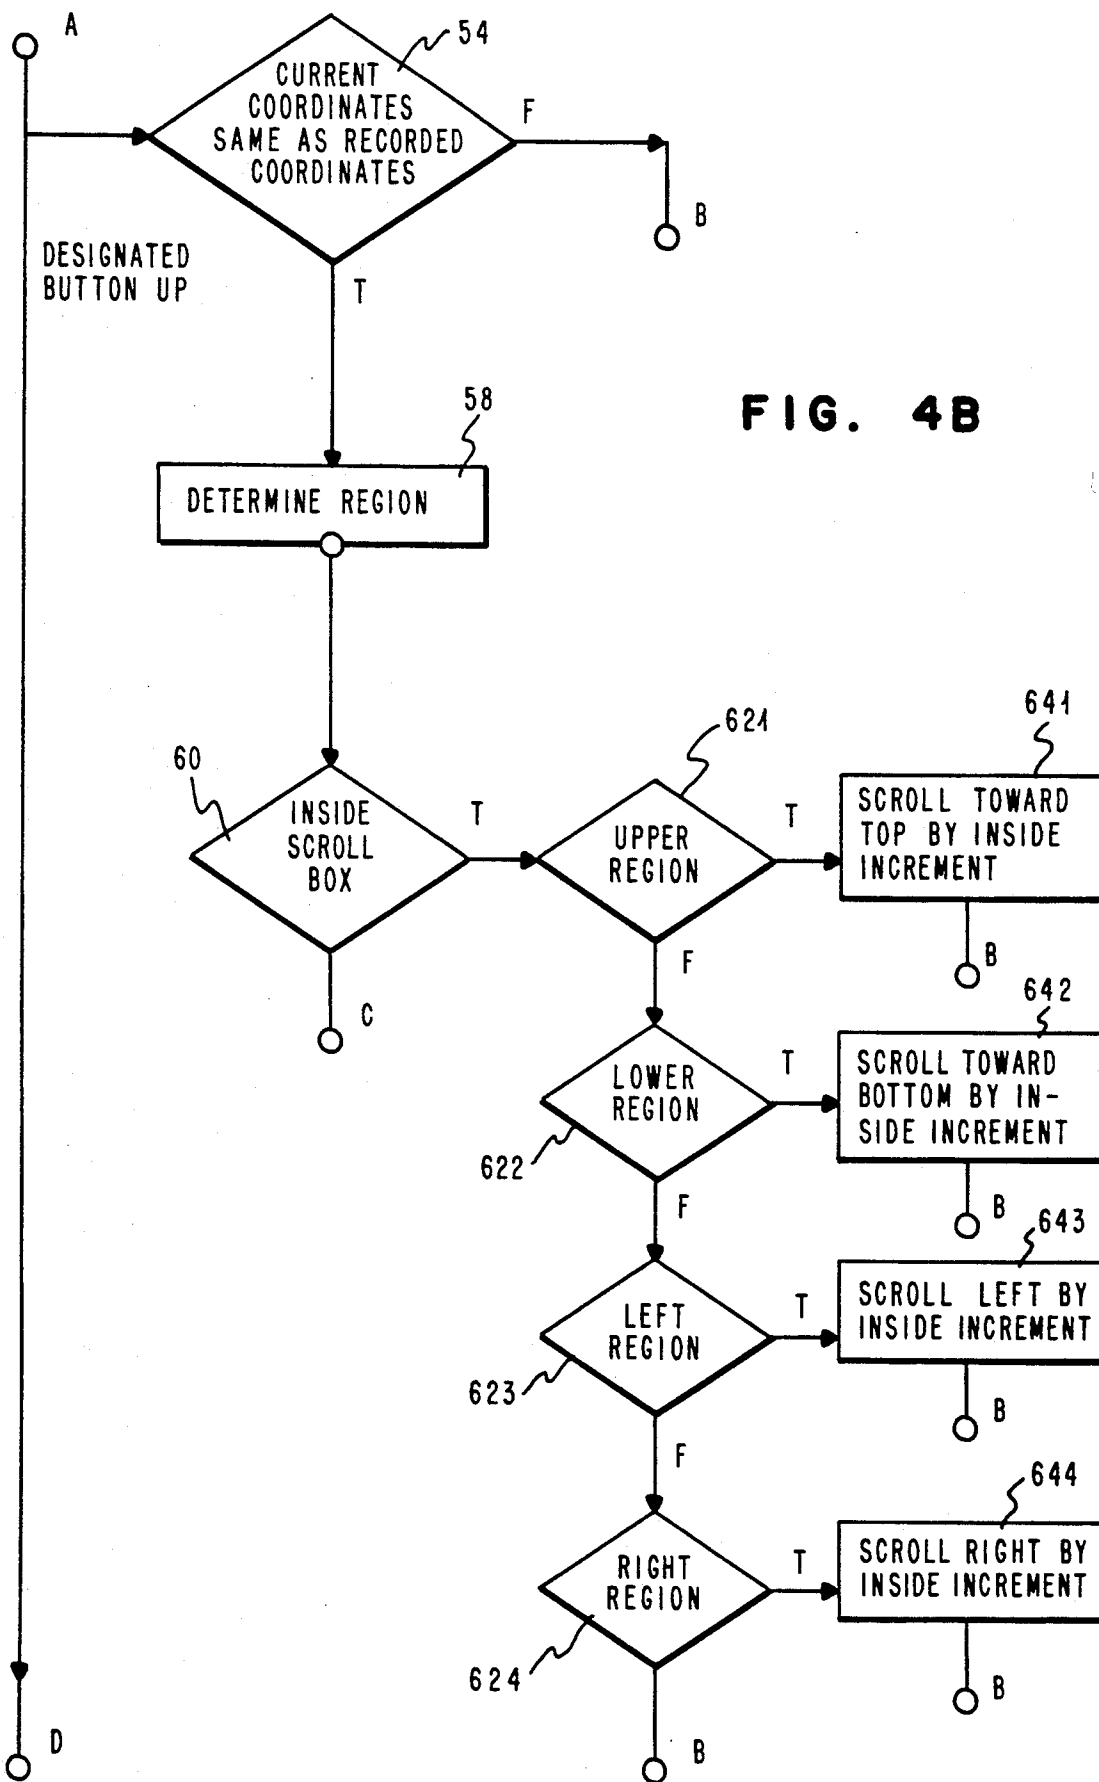 A
54
CURRENT
COORDINATES
SAME AS RECORDED
COORDINATES
F
B
DESIGNATED
BUTTON UP
T
58
FIG. 4B
DETERMINE REGION
60
INSIDE
SCROLL
BOX
T
C
621
UPPER
REGION
T
641
SCROLL TOWARD
TOP BY INSIDE
INCREMENT
B
F
LOWER
REGION
622
T
642
SCROLL TOWARD
BOTTOM BY IN-
SIDE INCREMENT
B
F
LEFT
REGION
623
T
643
SCROLL LEFT BY
INSIDE INCREMENT
B
F
RIGHT
REGION
624
T
644
SCROLL RIGHT BY
INSIDE INCREMENT
B
B
D